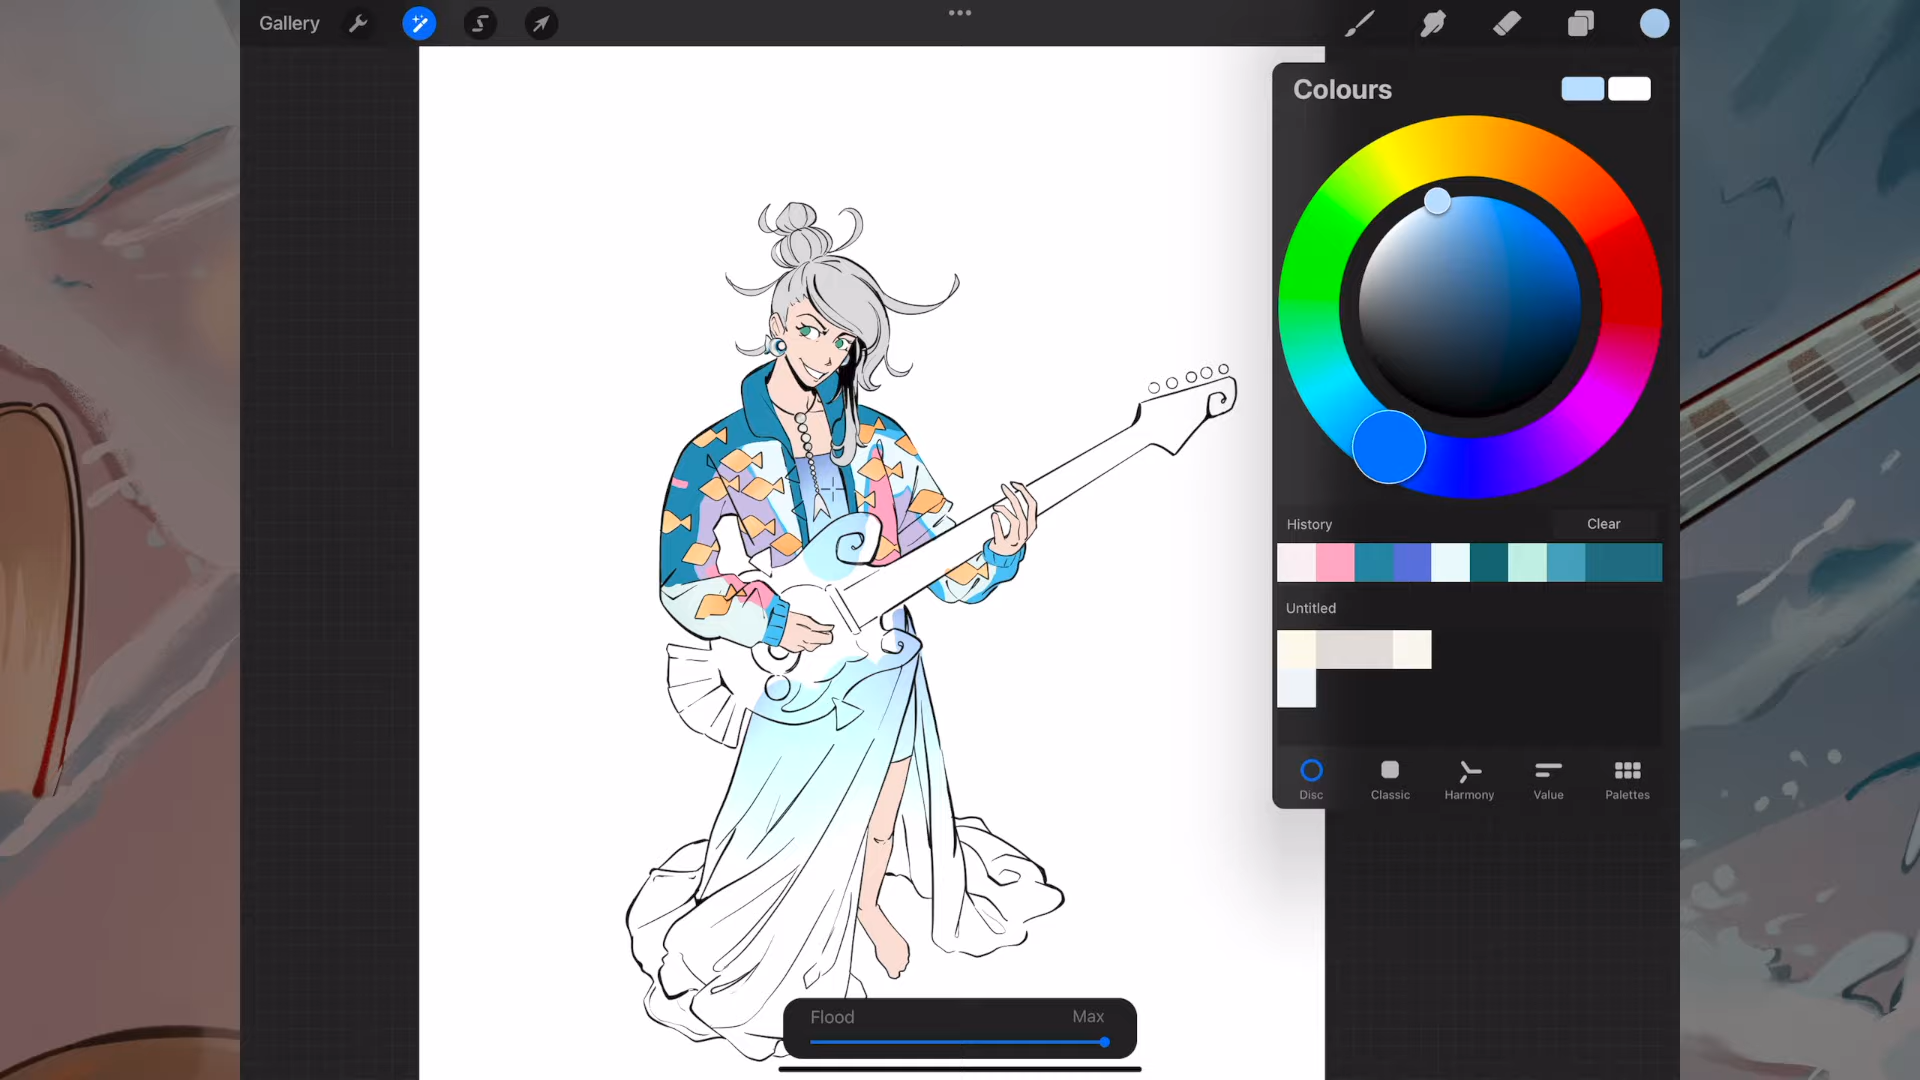 Gallery
Colours
History Clear
Untitled
Disc Classic Harmony Value Palettes
Flood Max